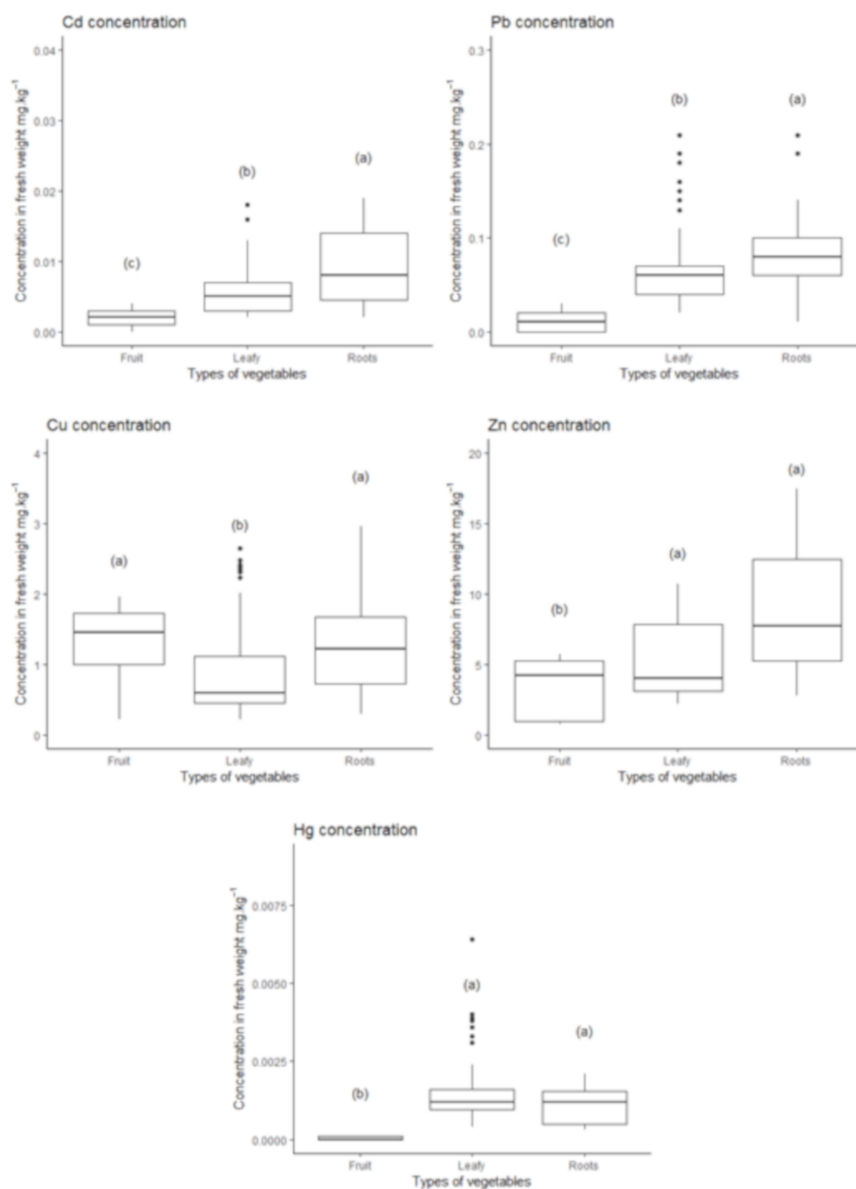 Cd concentration
Concentration in fresh weight mg.kg⁻¹
0.04
0.03
0.02
0.01
0.00
(c)
(b)
(a)
Fruit Leafy Roots
Types of vegetables
Pb concentration
Concentration in fresh weight mg.kg⁻¹
0.3
0.2
0.1
0.0
(c)
(b)
(a)
Fruit Leafy Roots
Types of vegetables
Cu concentration
Concentration in fresh weight mg.kg⁻¹
4
3
2
1
0
(a)
(b)
(a)
Fruit Leafy Roots
Types of vegetables
Zn concentration
Concentration in fresh weight mg.kg⁻¹
20
15
10
5
0
(b)
(a)
(a)
Fruit Leafy Roots
Types of vegetables
Hg concentration
Concentration in fresh weight mg.kg⁻¹
0.0075
0.0050
0.0025
0.0000
(b)
(a)
(a)
Fruit Leafy Roots
Types of vegetables